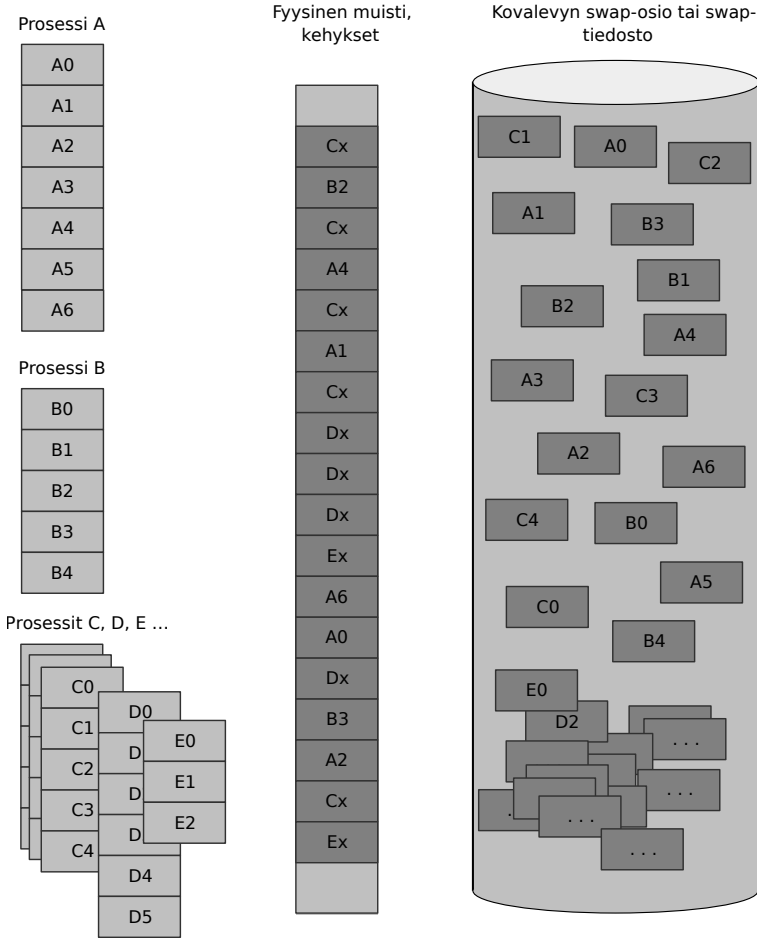 Prosessi A
A0
A1
A2
A3
A4
A5
A6
Prosessi B
B0
B1
B2
B3
B4
Prosessit C, D, E ...
C0
C1
C2
C3
C4
D0
D
D
D
D4
D5
E0
E1
E2
Fyysinen muisti,
kehykset
Cx
B2
Cx
A4
Cx
A1
Cx
Dx
Dx
Dx
Ex
A6
A0
Dx
B3
A2
Cx
Ex
Kovalevyn swap-osio tai swap-
tiedosto
C1
A0
C2
A1
B3
B1
B2
A4
A3
C3
A2
A6
C4
B0
A5
C0
B4
E0
D2
. . .
. . .
.
. . .
. . .